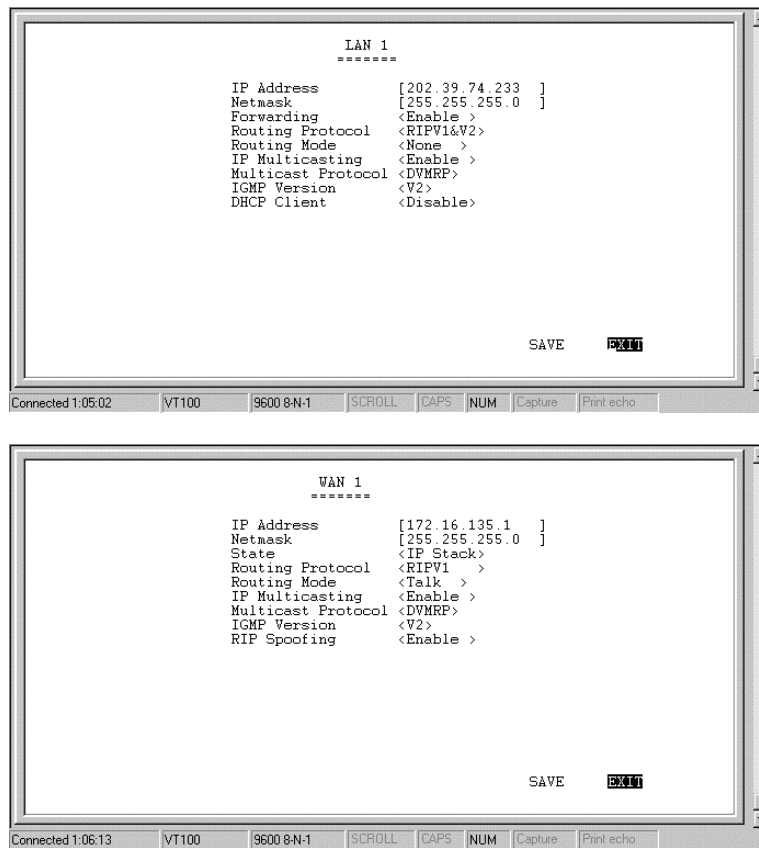 LAN 1
=======
IP Address [202.39.74.233 ]
Netmask [255.255.255.0 ]
Forwarding <Enable >
Routing Protocol <RIPV1&V2>
Routing Mode <None >
IP Multicasting <Enable >
Multicast Protocol <DVMRP>
IGMP Version <V2>
DHCP Client <Disable>
SAVE EXIT
Connected 1:05:02 VT100 9600 8-N-1 SCROLL CAPS NUM Capture Print echo
WAN 1
=======
IP Address [172.16.135.1 ]
Netmask [255.255.255.0 ]
State <IP Stack>
Routing Protocol <RIPV1 >
Routing Mode <Talk >
IP Multicasting <Enable >
Multicast Protocol <DVMRP>
IGMP Version <V2>
RIP Spoofing <Enable >
SAVE EXIT
Connected 1:06:13 VT100 9600 8-N-1 SCROLL CAPS NUM Capture Print echo